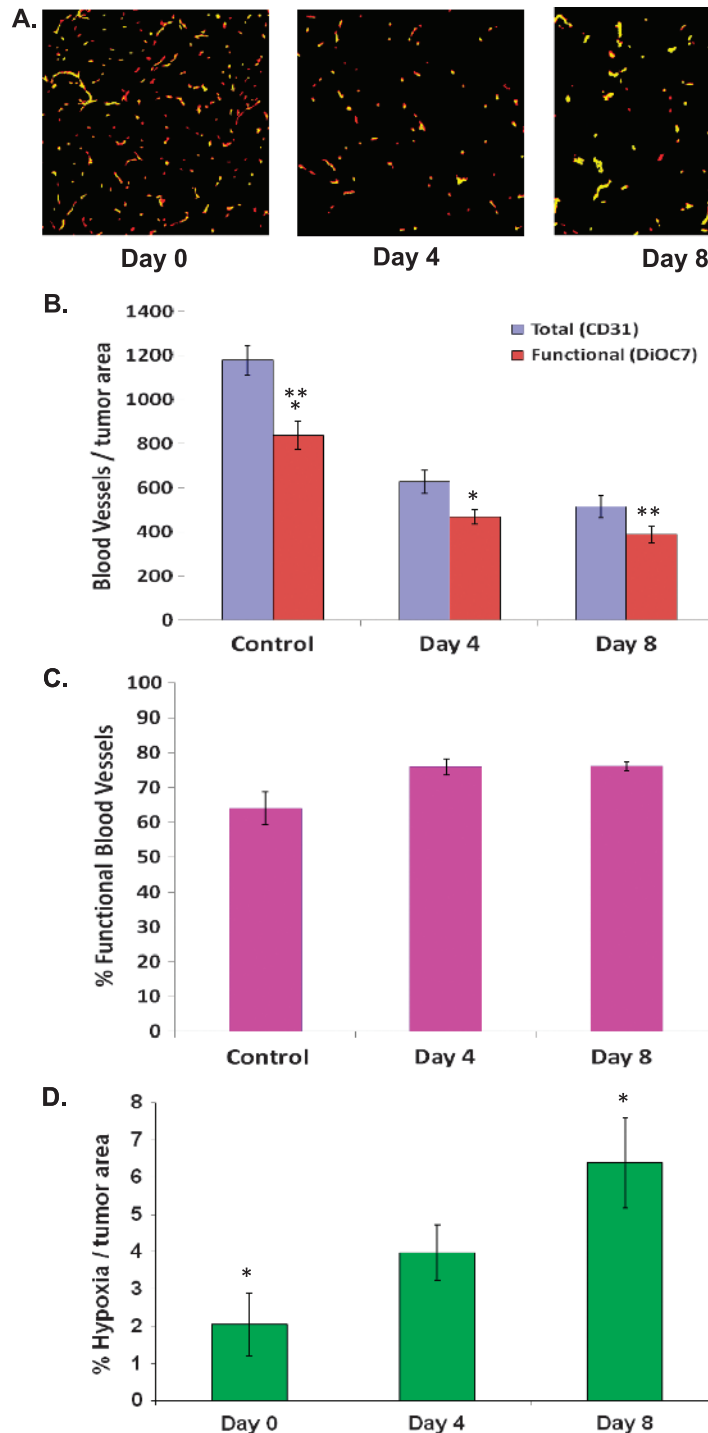 A.
Day 0 Day 4 Day 8
B.
Blood Vessels / tumor area
1400
1200
1000
800
600
400
600
0
Total (CD31)
Functional (DiOC7)
**
*
*
**
Control Day 4 Day 8
C.
% Functional Blood Vessels
100
90
80
70
60
50
40
30
20
10
0
Control Day 4 Day 8
D.
% Hypoxia / tumor area
8
7
6
5
4
3
2
1
0
*
*
Day 0 Day 4 Day 8